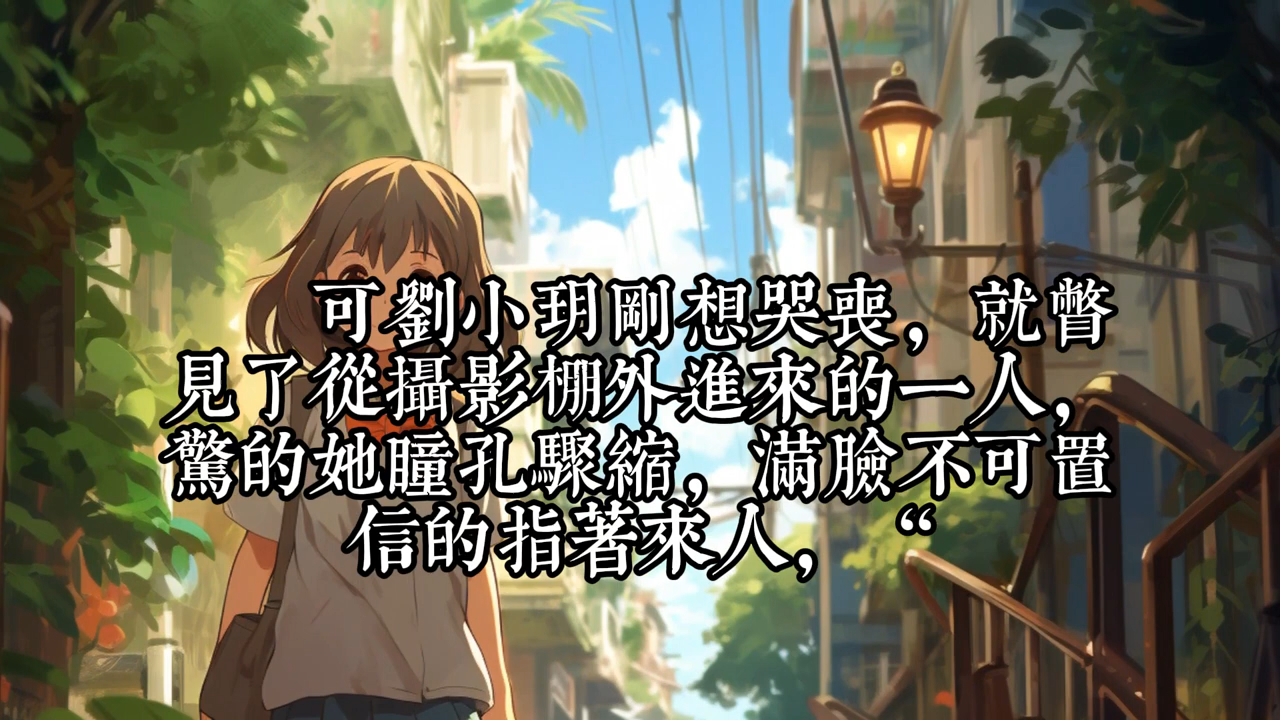 可劉小玥剛想哭喪，就瞥
見了從攝影棚外進來的一人，
驚的她瞳孔驟縮，滿臉不可置
信的指著來人，“